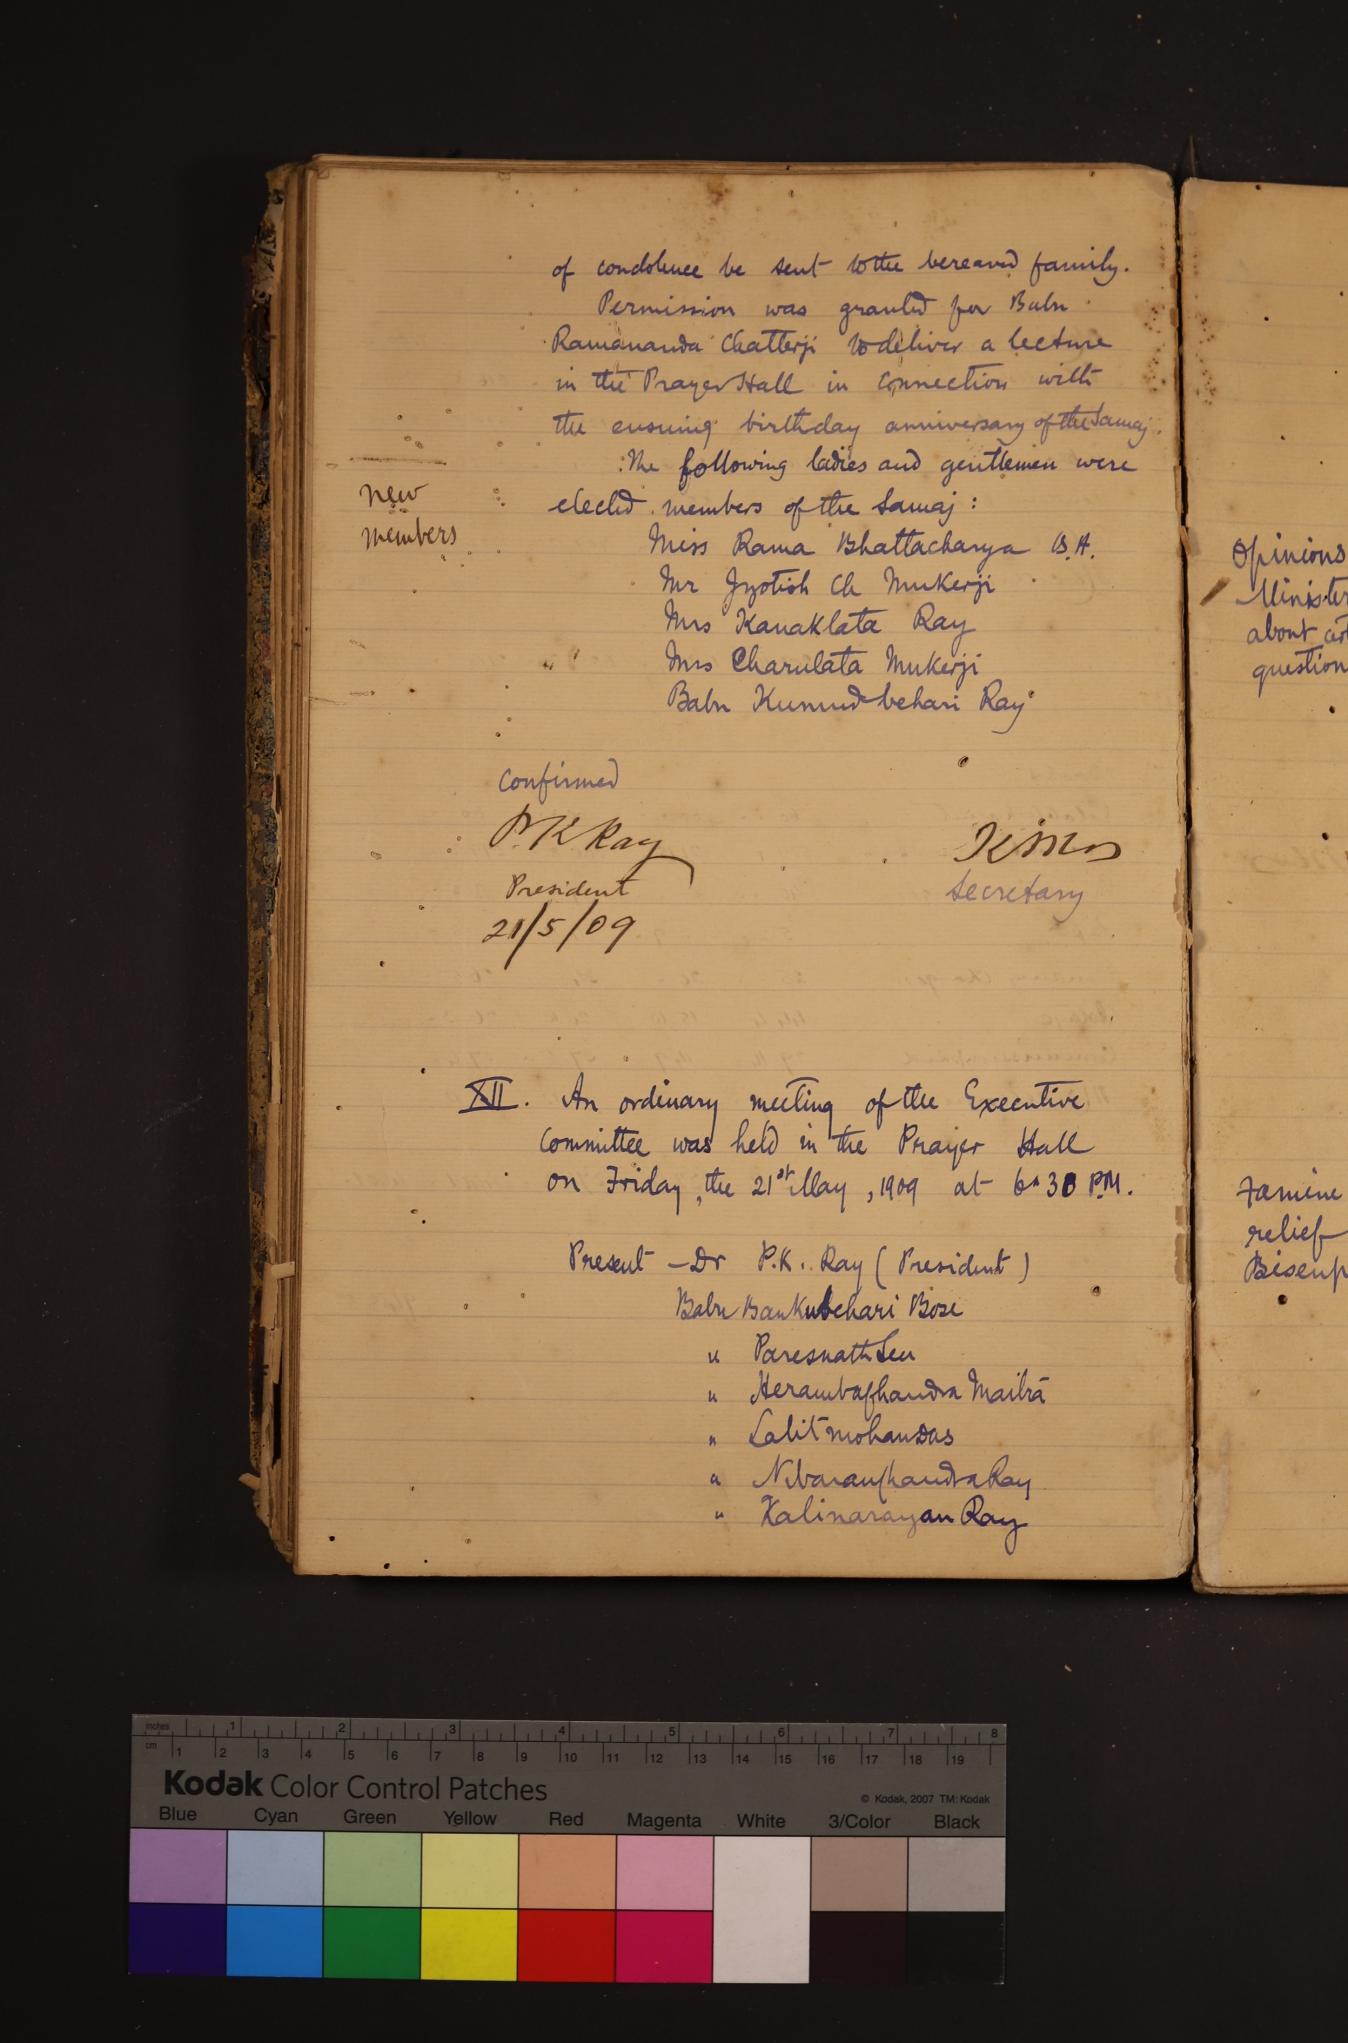 of condolence be sent to the bereaved family.
Permission was granted for Babu
Ramananda Chatterji to deliver a lecture
in the Prayer Hall in connection with
the ensuing birthday anniversary of the Samaj.
The following ladies and gentlemen were
elected members of the Samaj:
new
members
Miss Rama Bhattacharya B.A.
Mr Jyotish Ch Mukerji
Mrs Kanaklata Ray
Mrs Charulata Mukerji
Babu Kumudbehari Ray
Confirmed
P. K Ray
President
21/5/09
Secretary
XII. An ordinary meeting of the Executive
Committee was held in the Prayer Hall
on Friday, the 21st May, 1909 at 6-30 P.M.
Present — Dr P.K. Ray (President)
Babu Bankubehari Bose
" Paresnath Sen
" Herambachandra Maitra
" Lalitmohan Das
" Nibaranchandra Ray
" Kalinarayan Ray
Opinions
Minister
about
question
Famine
relief
Bisenp
inches 1 2 3 4 5 6 7 8
cm 1 2 3 4 5 6 7 8 9 10 11 12 13 14 15 16 17 18 19
Kodak Color Control Patches
© Kodak, 2007 TM: Kodak
Blue Cyan Green Yellow Red Magenta White 3/Color Black